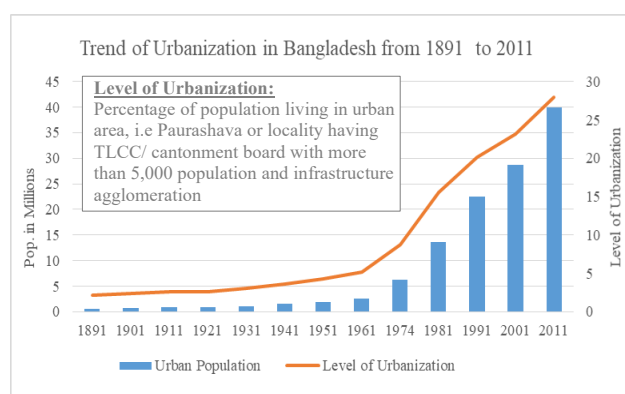 Trend of Urbanization in Bangladesh from 1891 to 2011
Level of Urbanization:
Percentage of population living in urban
area, i.e Paurashava or locality having
TLCC/ cantonment board with more
than 5,000 population and infrastructure
agglomeration
Pop. in Millions
45
40
35
30
25
20
15
10
5
0
30
25
20
15
10
5
0
Level of Urbanization
1891 1901 1911 1921 1931 1941 1951 1961 1974 1981 1991 2001 2011
Urban Population Level of Urbanization